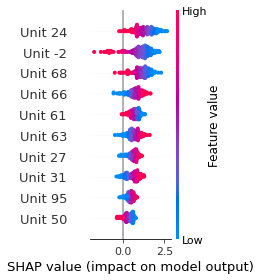 High
Unit 24
Unit -2
Unit 68
Unit 66
Unit 61
Unit 63
Unit 27
Unit 31
Unit 95
Unit 50
Feature value
Low
0.0 2.5
SHAP value (impact on model output)